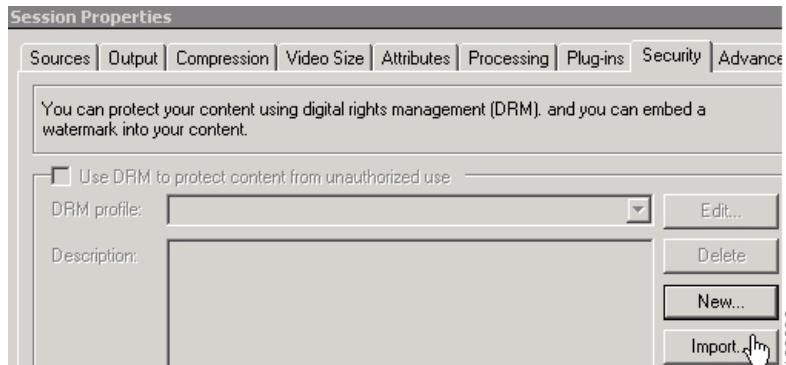 Session Properties
Sources Output Compression Video Size Attributes Processing Plug-ins Security Advance
You can protect your content using digital rights management (DRM). and you can embed a
watermark into your content.
Use DRM to protect content from unauthorized use
DRM profile:
Edit...
Description:
Delete
New...
Import..